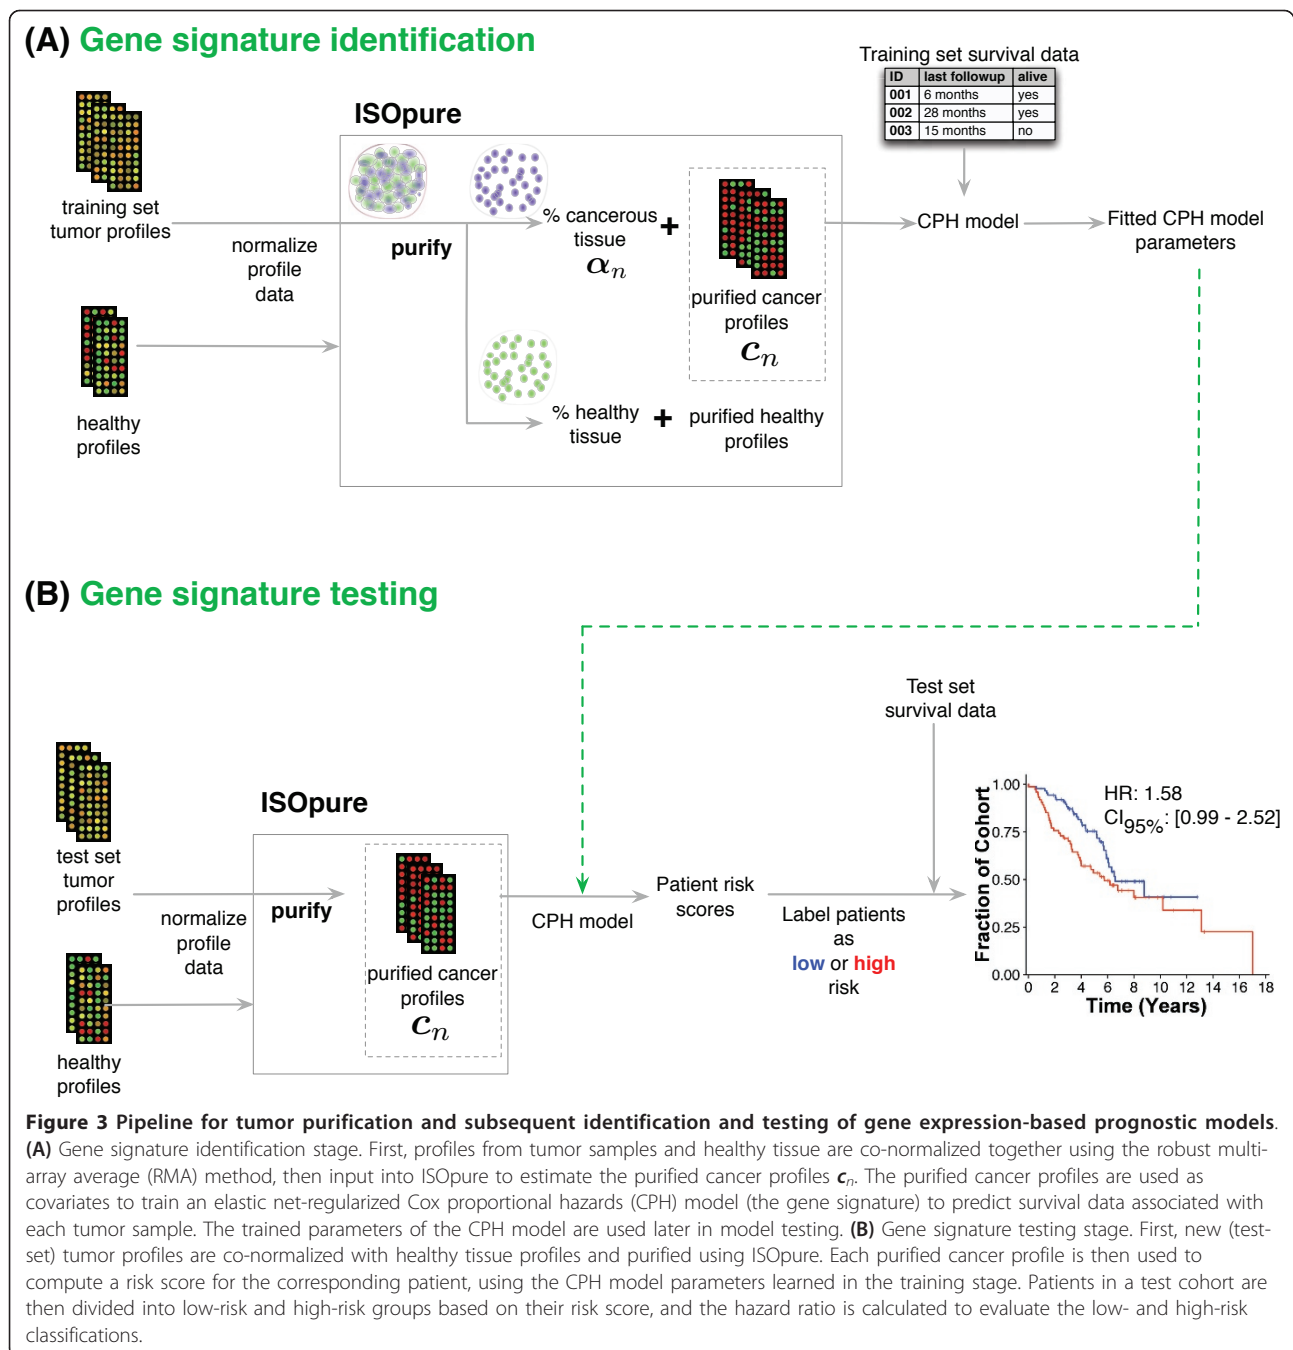 (A) Gene signature identification
Training set survival data
ID last followup alive
001 6 months yes
002 28 months yes
003 15 months no
ISOpure
training set
tumor profiles
normalize
profile
data
purify
% cancerous
tissue
αn
+
purified cancer
profiles
cn
CPH model
Fitted CPH model
parameters
healthy
profiles
% healthy
tissue
+
purified healthy
profiles
(B) Gene signature testing
Test set
survival data
ISOpure
test set
tumor
profiles
normalize
profile
data
purify
purified cancer
profiles
cn
CPH model
Patient risk
scores
Label patients
as
low or high
risk
healthy
profiles
HR: 1.58
CI95%: [0.99 - 2.52]
Fraction of Cohort
1.00
0.75
0.50
0.25
0.00
0 2 4 6 8 10 12 14 16 18
Time (Years)
Figure 3 Pipeline for tumor purification and subsequent identification and testing of gene expression-based prognostic models.
(A) Gene signature identification stage. First, profiles from tumor samples and healthy tissue are co-normalized together using the robust multi-
array average (RMA) method, then input into ISOpure to estimate the purified cancer profiles cn. The purified cancer profiles are used as
covariates to train an elastic net-regularized Cox proportional hazards (CPH) model (the gene signature) to predict survival data associated with
each tumor sample. The trained parameters of the CPH model are used later in model testing. (B) Gene signature testing stage. First, new (test-
set) tumor profiles are co-normalized with healthy tissue profiles and purified using ISOpure. Each purified cancer profile is then used to
compute a risk score for the corresponding patient, using the CPH model parameters learned in the training stage. Patients in a test cohort are
then divided into low-risk and high-risk groups based on their risk score, and the hazard ratio is calculated to evaluate the low- and high-risk
classifications.